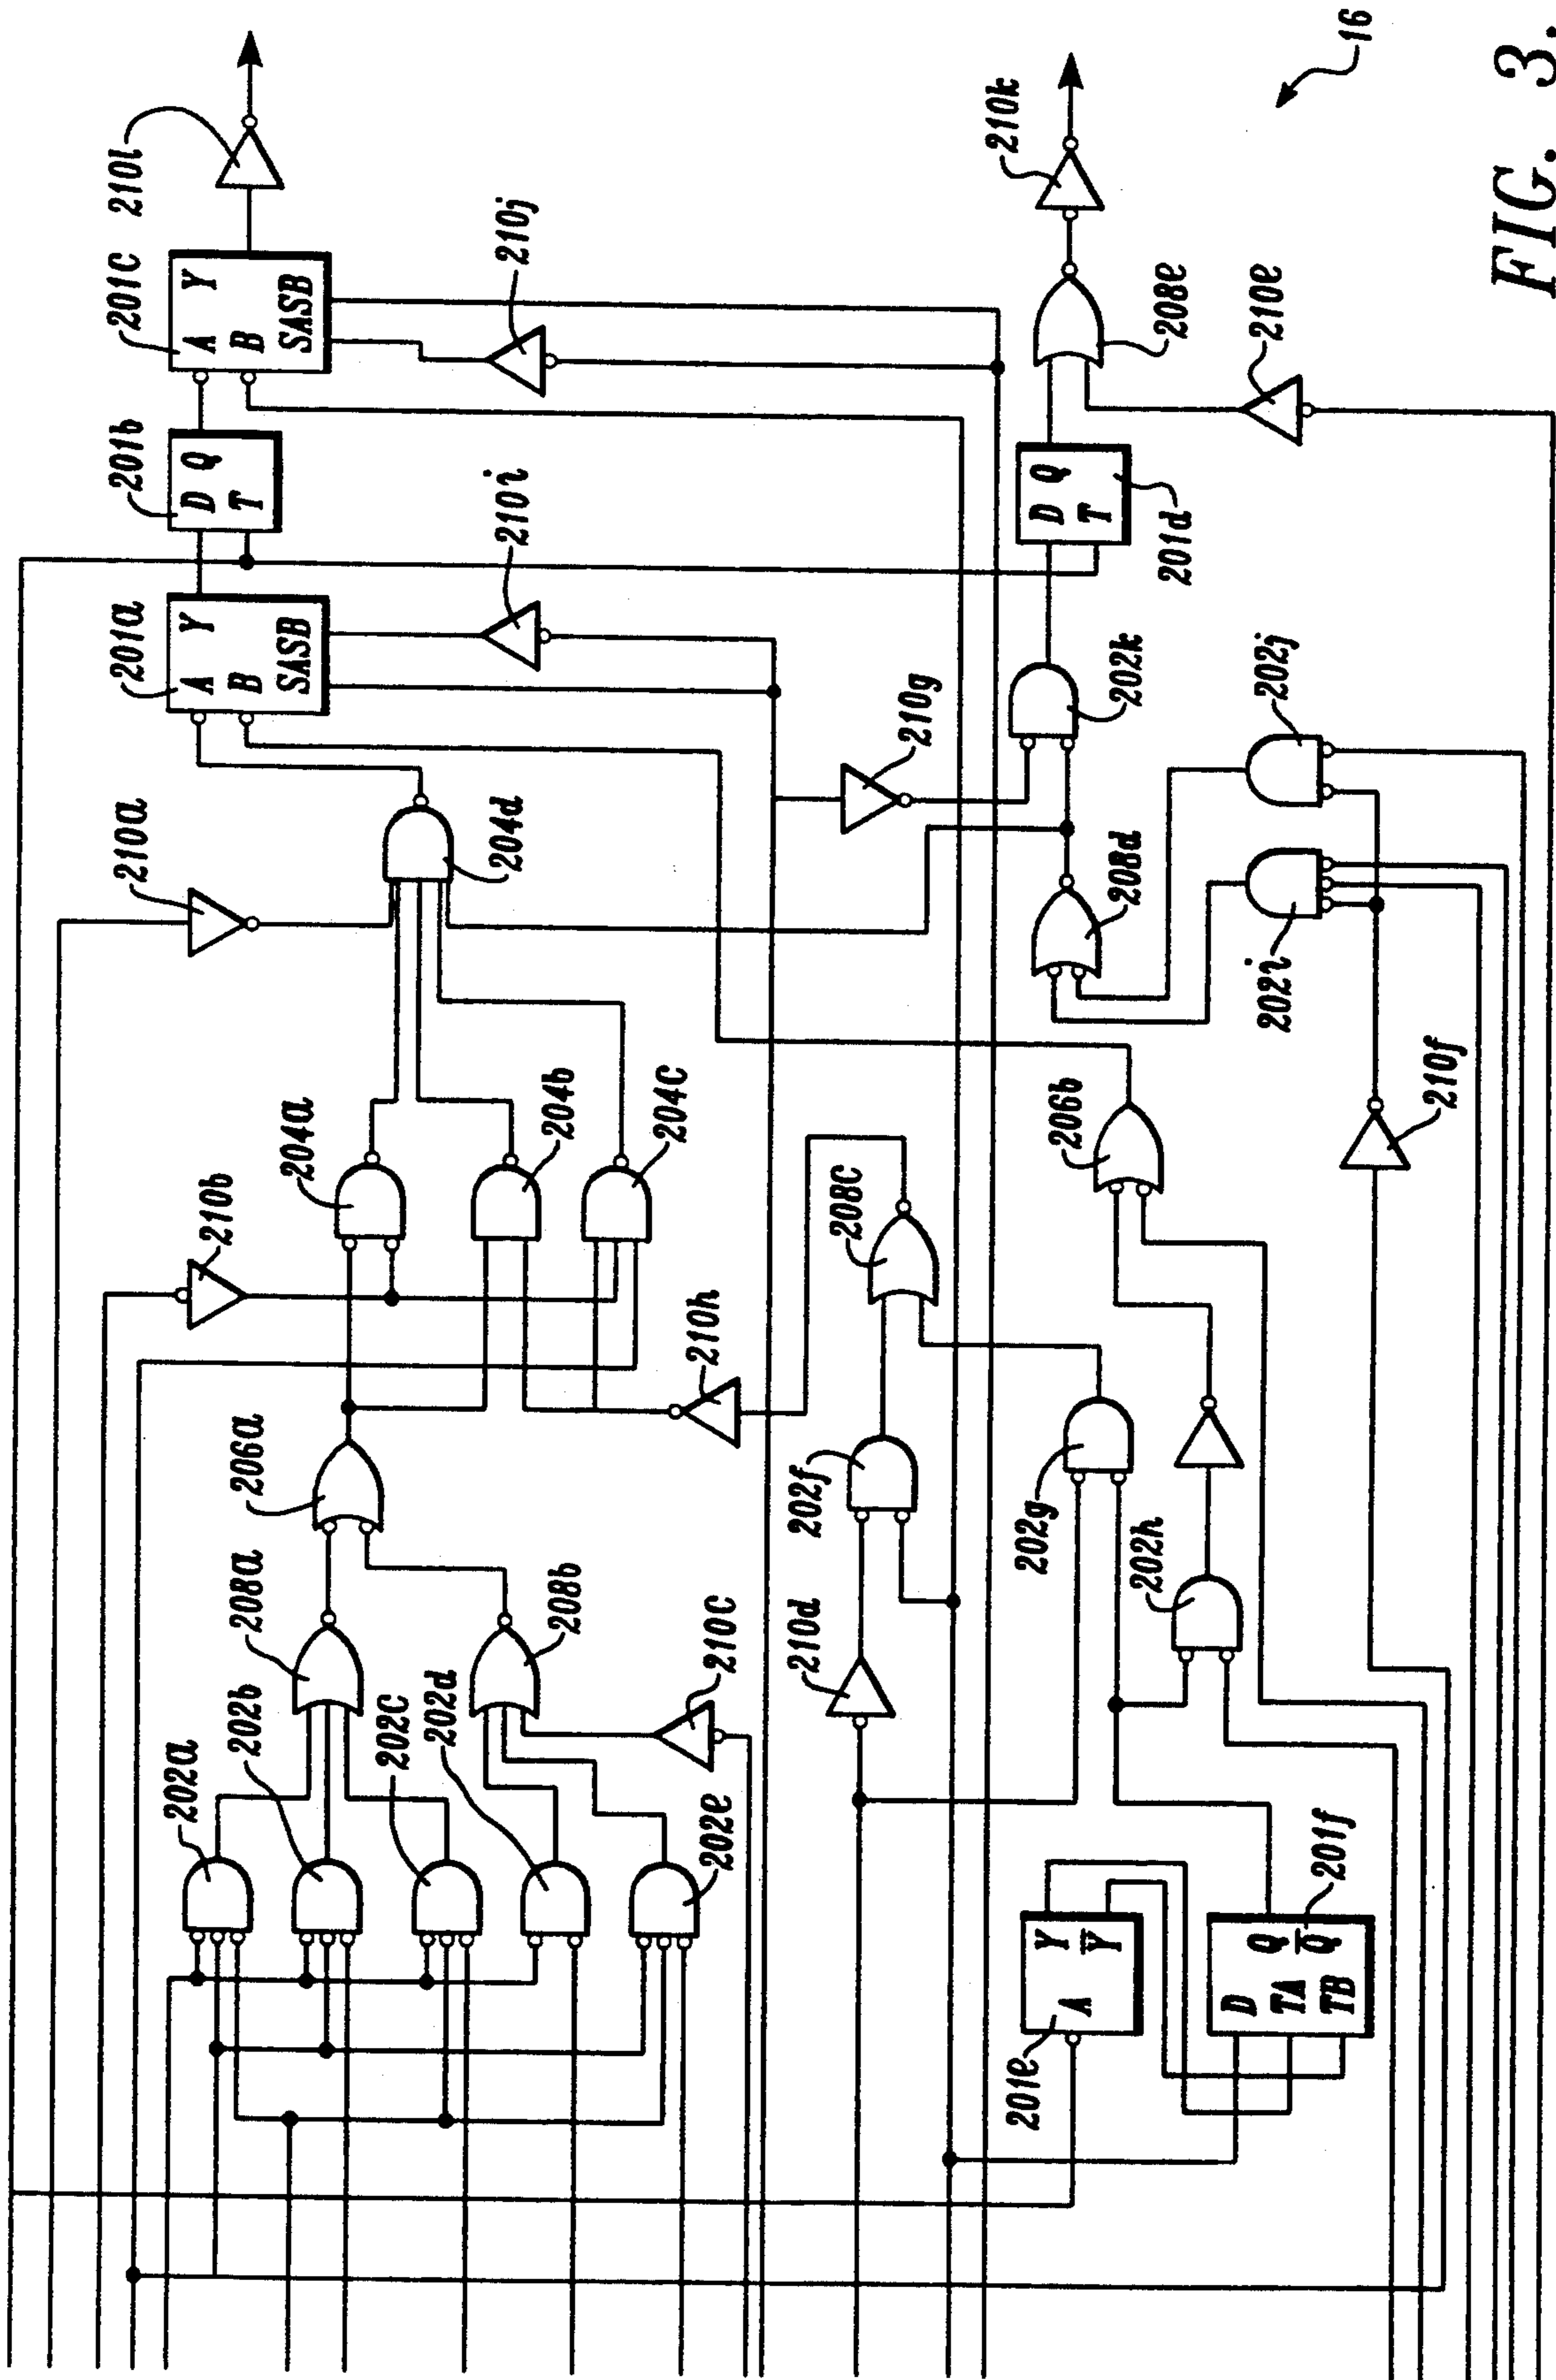 210l
201c
A Y
B
SASB
210j
201b
D Q
T
210i
201a
A Y
B
SASB
210a
204d
210b
204a
204b
204c
210h
206a
208a
208b
210c
202a
202b
202c
202d
202e
210k
208e
210e
D Q
T
201d
210g
202k
202j
208d
202i
210f
206b
208c
202f
202g
202h
210d
201e
A Y
Y
D Q
TA Q
TB
201f
16
FIG. 3.